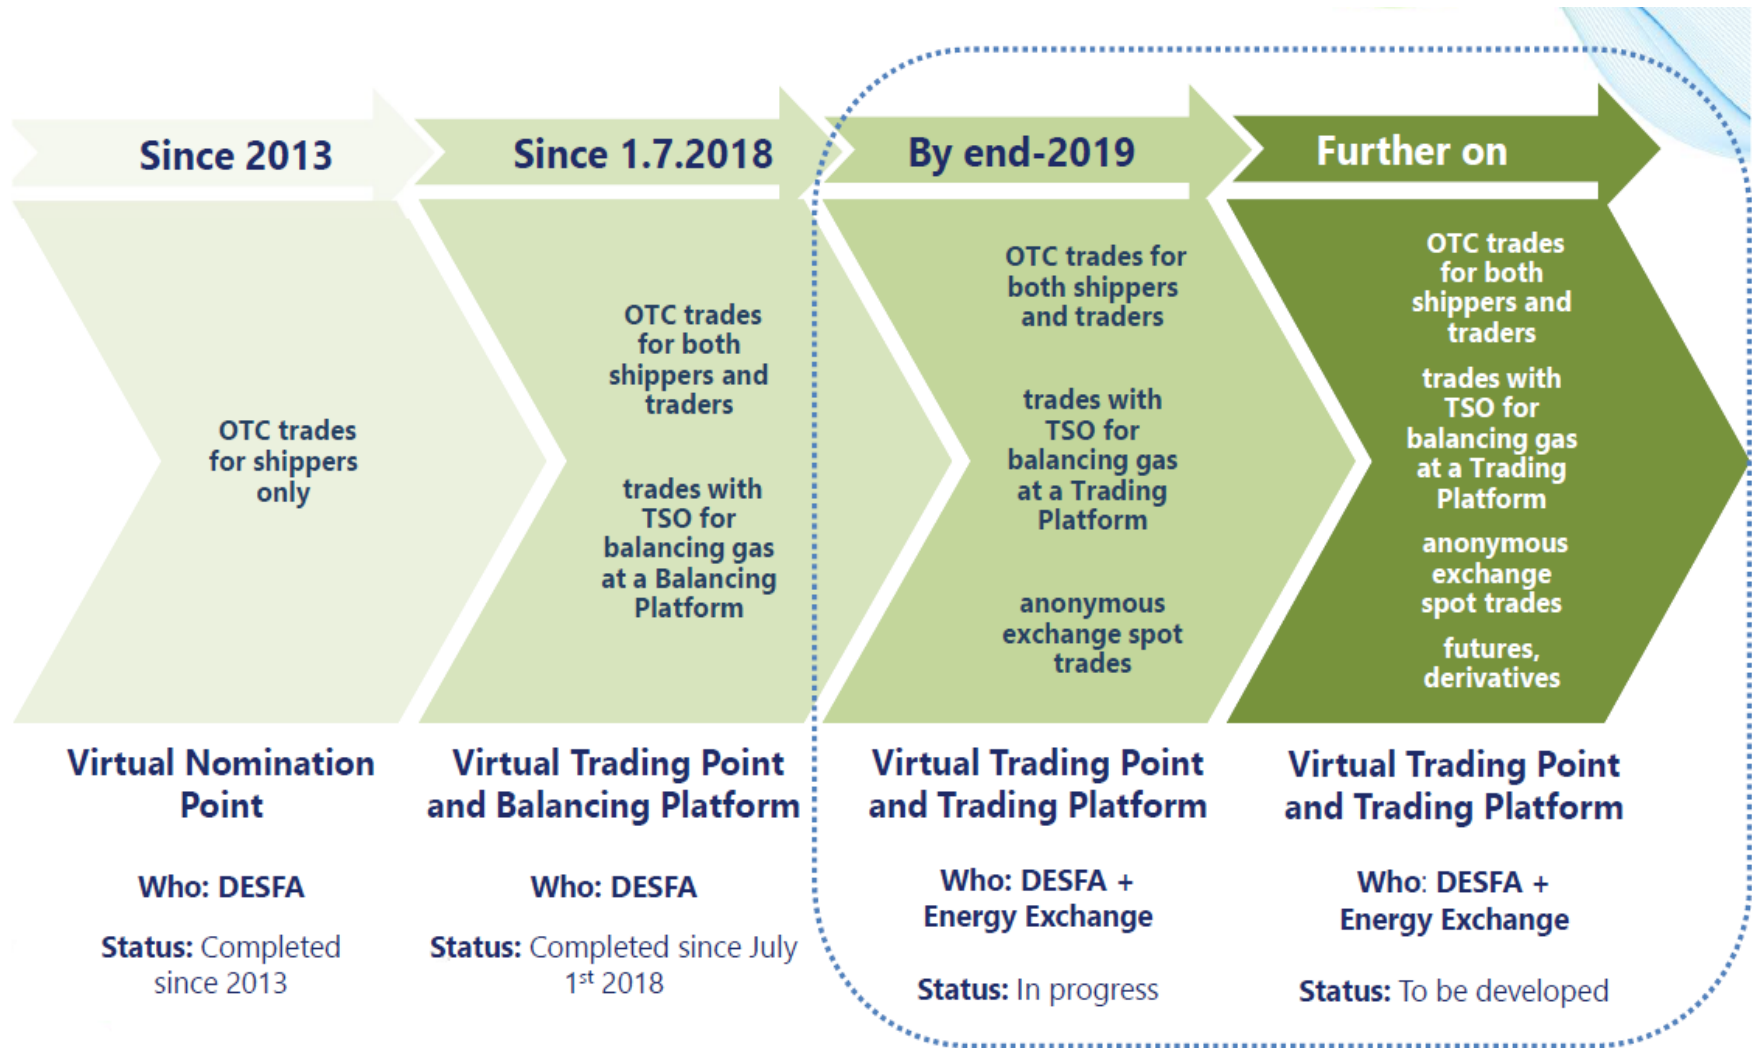 Since 2013
Since 1.7.2018
By end-2019
Further on
OTC trades
for shippers
only
OTC trades
for both
shippers and
traders
trades with
TSO for
balancing gas
at a Balancing
Platform
OTC trades for
both shippers
and traders
trades with
TSO for
balancing gas
at a Trading
Platform
anonymous
exchange spot
trades
OTC trades
for both
shippers and
traders
trades with
TSO for
balancing gas
at a Trading
Platform
anonymous
exchange
spot trades
futures,
derivatives
Virtual Nomination
Point
Who: DESFA
Status: Completed
since 2013
Virtual Trading Point
and Balancing Platform
Who: DESFA
Status: Completed since July
1st 2018
Virtual Trading Point
and Trading Platform
Who: DESFA +
Energy Exchange
Status: In progress
Virtual Trading Point
and Trading Platform
Who: DESFA +
Energy Exchange
Status: To be developed